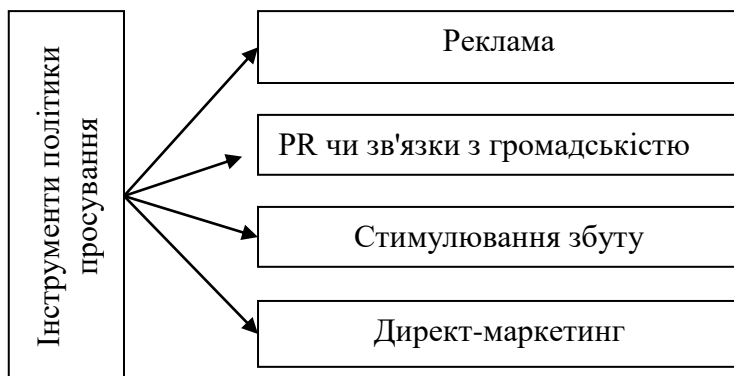 Інструменти політики
просування
Реклама
PR чи зв'язки з громадськістю
Стимулювання збуту
Директ-маркетинг